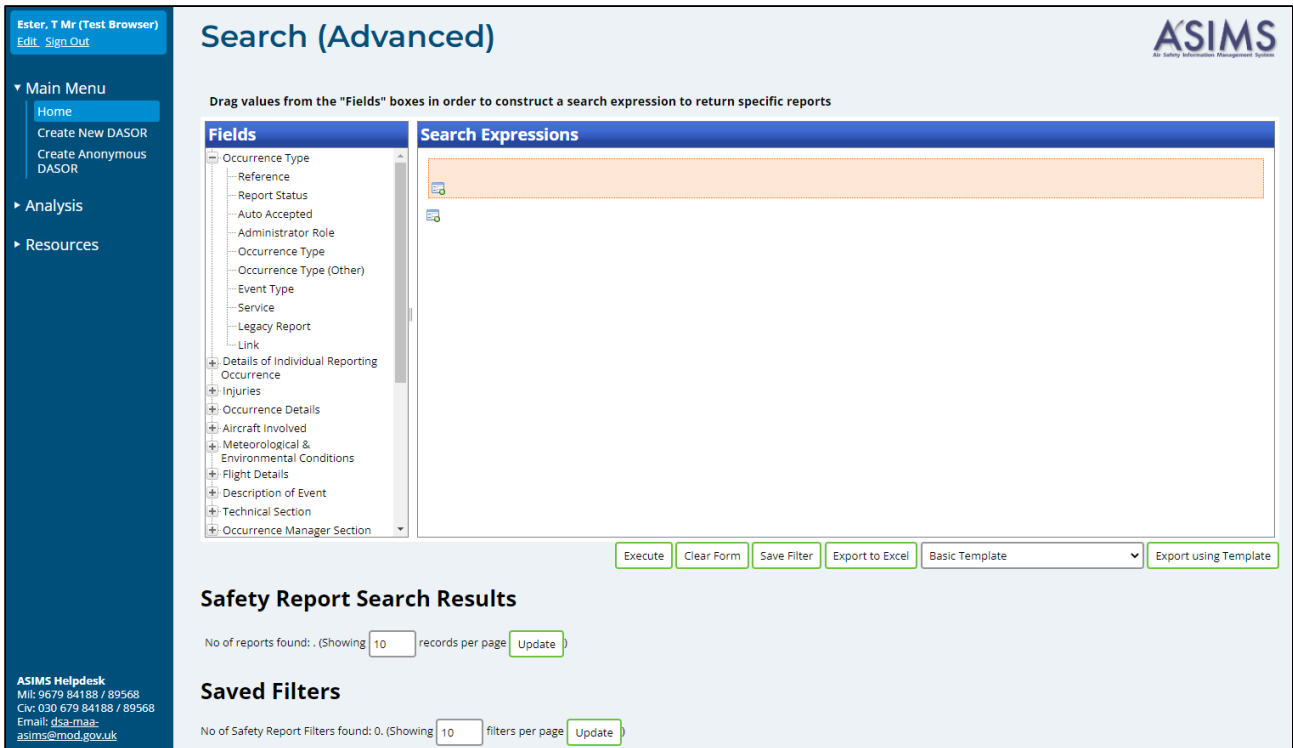 Ester, T Mr (Test Browser)
Edit Sign Out
Main Menu
Home
Create New DASOR
Create Anonymous
DASOR
Analysis
Resources
ASIMS Helpdesk
Mil: 9679 84188 / 89568
Civ: 030 679 84188 / 89568
Email: dsa-maa-
asims@mod.gov.uk
Search (Advanced)
ASIMS
Air Safety Information Management System
Drag values from the "Fields" boxes in order to construct a search expression to return specific reports
Fields
Occurrence Type
Reference
Report Status
Auto Accepted
Administrator Role
Occurrence Type
Occurrence Type (Other)
Event Type
Service
Legacy Report
Link
Details of Individual Reporting
Occurrence
Injuries
Occurrence Details
Aircraft Involved
Meteorological &
Environmental Conditions
Flight Details
Description of Event
Technical Section
Occurrence Manager Section
Search Expressions
Execute Clear Form Save Filter Export to Excel Basic Template Export using Template
Safety Report Search Results
No of reports found: . (Showing 10 records per page Update )
Saved Filters
No of Safety Report Filters found: 0. (Showing 10 filters per page Update )